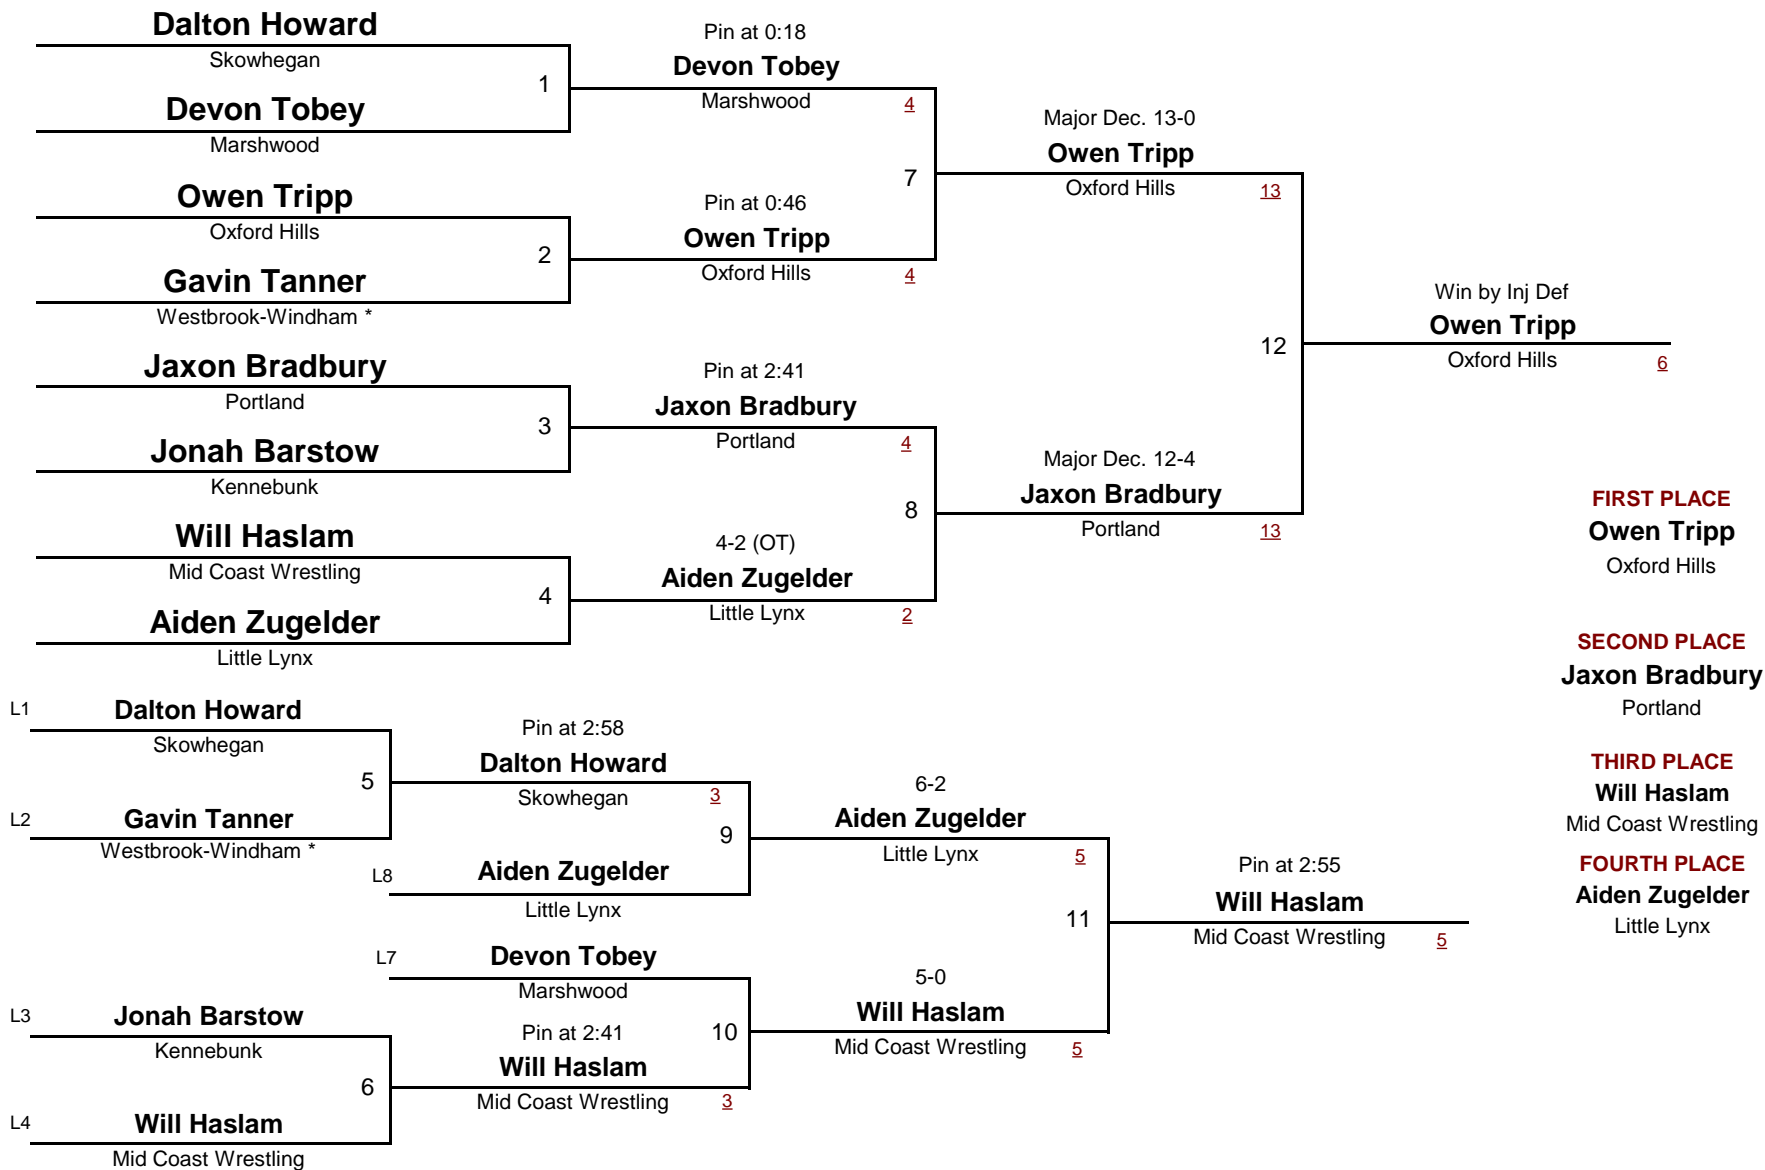 Dalton Howard
Skowhegan
1
Devon Tobey
Marshwood
Owen Tripp
Oxford Hills
2
Gavin Tanner
Westbrook-Windham *
Jaxon Bradbury
Portland
3
Jonah Barstow
Kennebunk
Will Haslam
Mid Coast Wrestling
4
Aiden Zugelder
Little Lynx
Pin at 0:18
Devon Tobey
Marshwood 4
7
Pin at 0:46
Owen Tripp
Oxford Hills 4
Pin at 2:41
Jaxon Bradbury
Portland 4
8
4-2 (OT)
Aiden Zugelder
Little Lynx 2
Major Dec. 13-0
Owen Tripp
Oxford Hills 13
12
Major Dec. 12-4
Jaxon Bradbury
Portland 13
Win by Inj Def
Owen Tripp
Oxford Hills 6
FIRST PLACE
Owen Tripp
Oxford Hills
SECOND PLACE
Jaxon Bradbury
Portland
THIRD PLACE
Will Haslam
Mid Coast Wrestling
FOURTH PLACE
Aiden Zugelder
Little Lynx
L1 Dalton Howard
Skowhegan
5
L2 Gavin Tanner
Westbrook-Windham *
L3 Jonah Barstow
Kennebunk
6
L4 Will Haslam
Mid Coast Wrestling
Pin at 2:58
Dalton Howard
Skowhegan 3
9
L8 Aiden Zugelder
Little Lynx
L7 Devon Tobey
Marshwood
10
Pin at 2:41
Will Haslam
Mid Coast Wrestling 3
6-2
Aiden Zugelder
Little Lynx 5
11
5-0
Will Haslam
Mid Coast Wrestling 5
Pin at 2:55
Will Haslam
Mid Coast Wrestling 5